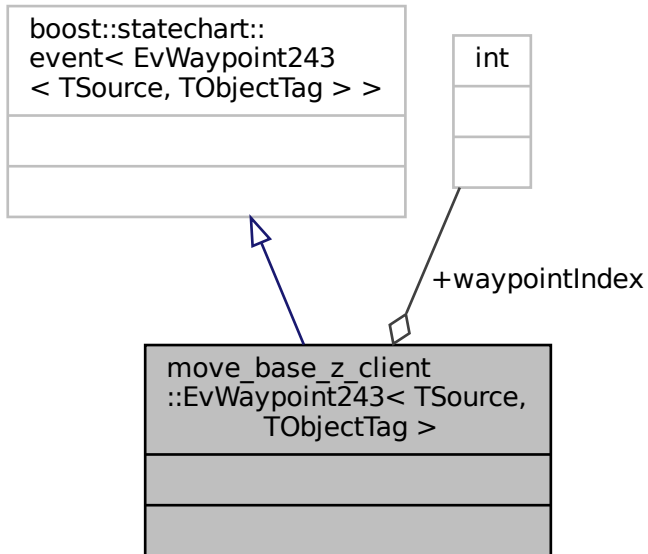 boost::statechart::
event< EvWaypoint243
< TSource, TObjectTag > >
int
+waypointIndex
move_base_z_client
::EvWaypoint243< TSource,
TObjectTag >